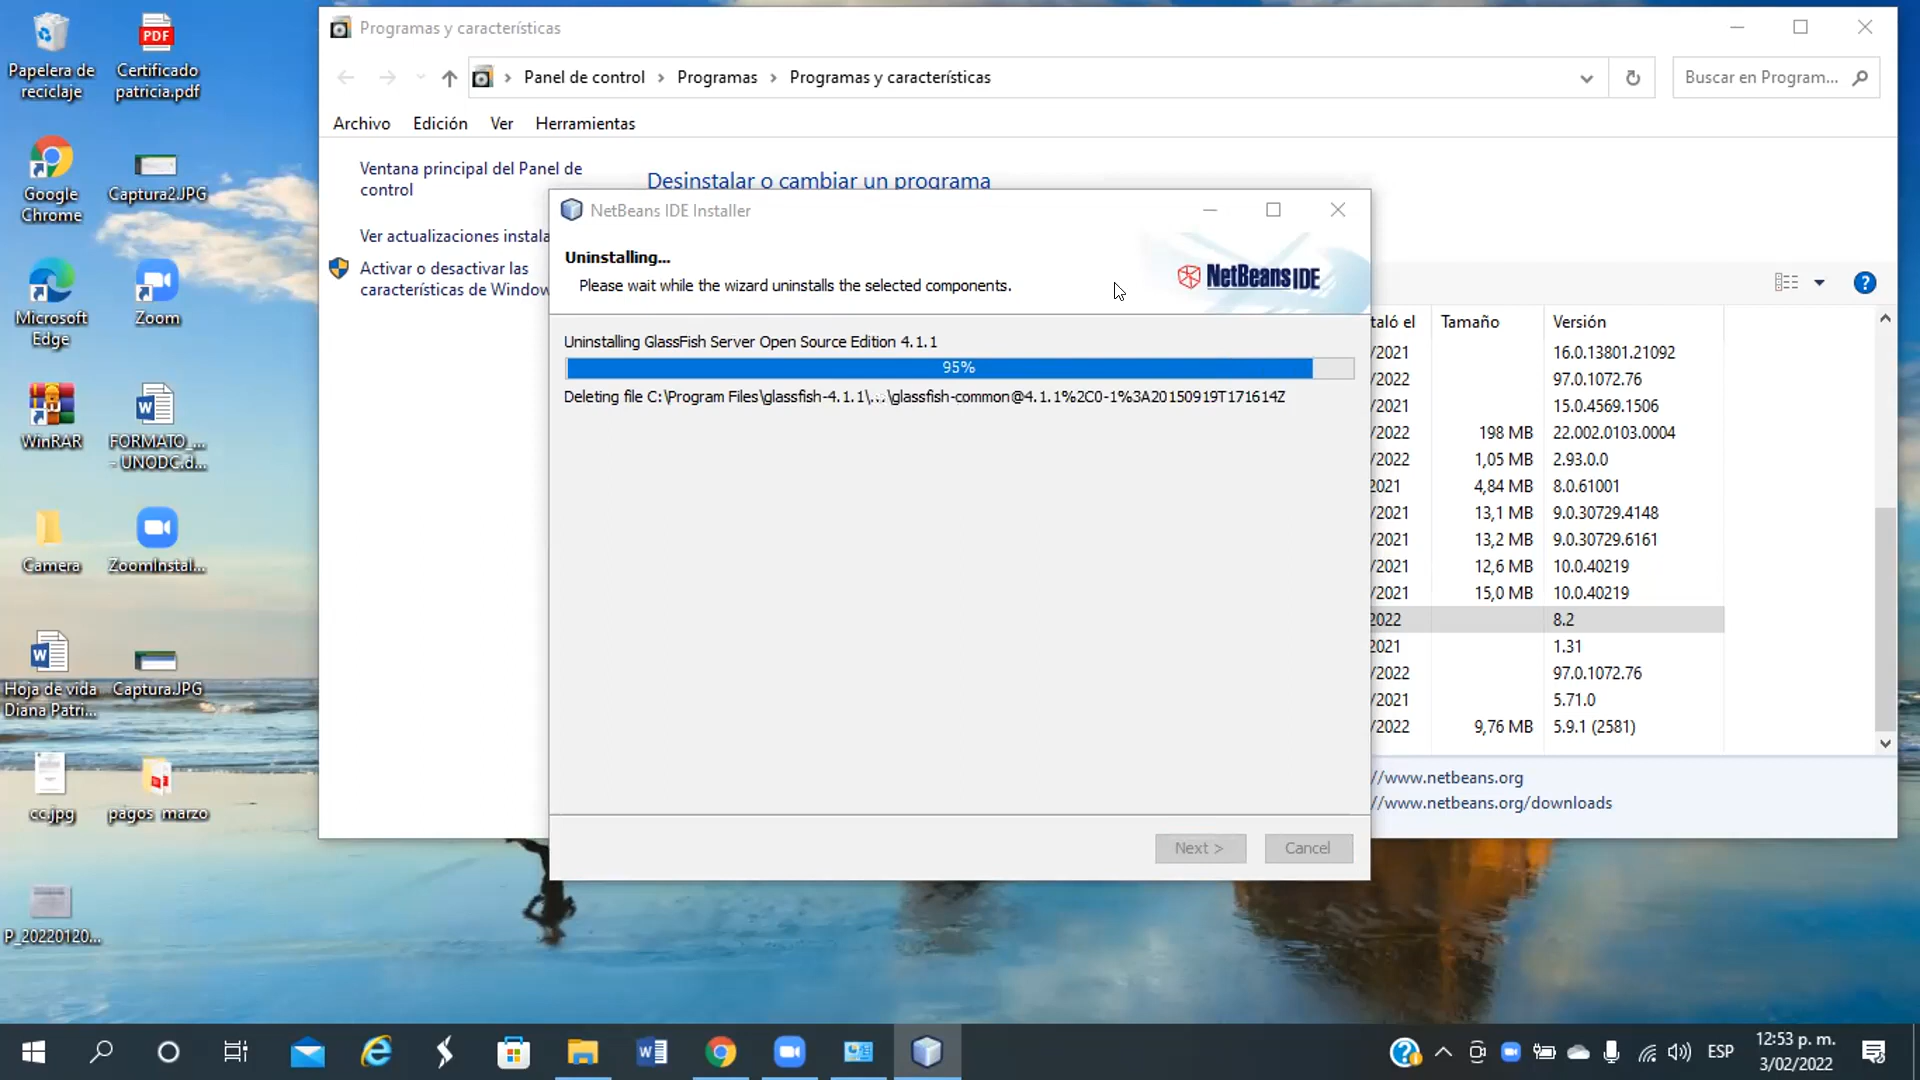 Papelera de
reciclaje
PDF
Certificado
patricia.pdf
Google
Chrome
Captura2.JPG
Microsoft
Edge
Zoom
WinRAR
FORMATO_...
- UNODC.d...
Camera
ZoomInstal...
Hoja de vida
Diana Patri...
Captura.JPG
cc.jpg
pagos marzo
P_20220120...
Programas y características
Panel de control > Programas > Programas y características
Buscar en Program...
Archivo Edición Ver Herramientas
Ventana principal del Panel de
control
Ver actualizaciones instala
Activar o desactivar las
características de Window
Desinstalar o cambiar un programa
NetBeans IDE Installer
Uninstalling...
Please wait while the wizard uninstalls the selected components.
NetBeans IDE
Uninstalling GlassFish Server Open Source Edition 4.1.1
95%
Deleting file C:\Program Files\glassfish-4.1.1\...\glassfish-common@4.1.1%2C0-1%3A20150919T171614Z
Next > Cancel
taló el Tamaño Versión
/2021 16.0.13801.21092
/2022 97.0.1072.76
/2021 15.0.4569.1506
/2022 198 MB 22.002.0103.0004
/2022 1,05 MB 2.93.0.0
2021 4,84 MB 8.0.61001
/2021 13,1 MB 9.0.30729.4148
/2021 13,2 MB 9.0.30729.6161
/2021 12,6 MB 10.0.40219
/2021 15,0 MB 10.0.40219
2022 8.2
2021 1.31
/2022 97.0.1072.76
/2021 5.71.0
/2022 9,76 MB 5.9.1 (2581)
//www.netbeans.org
//www.netbeans.org/downloads
ESP
12:53 p. m.
3/02/2022